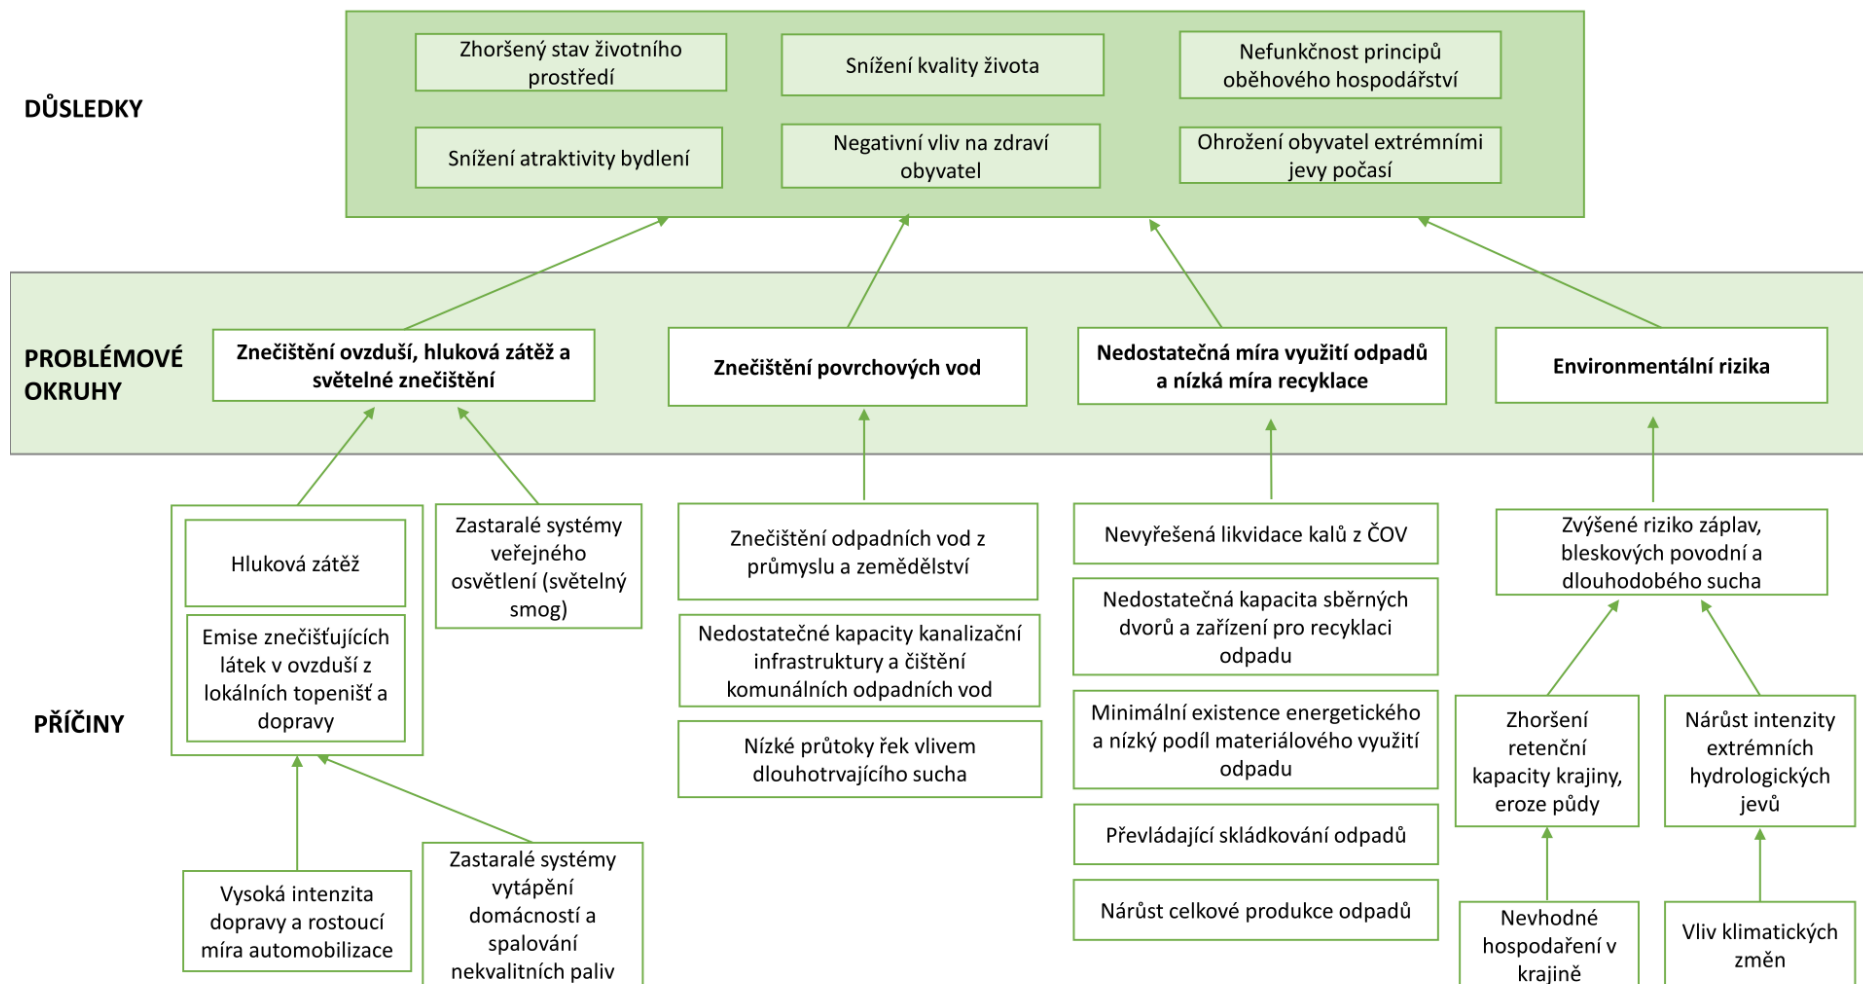 DŮSLEDKY
Zhoršený stav životního
prostředí
Snížení kvality života
Nefunkčnost principů
oběhového hospodářství
Snížení atraktivity bydlení
Negativní vliv na zdraví
obyvatel
Ohrožení obyvatel extrémními
jevy počasí
PROBLÉMOVÉ
OKRUHY
Znečištění ovzduší, hluková zátěž a
světelné znečištění
Znečištění povrchových vod
Nedostatečná míra využití odpadů
a nízká míra recyklace
Environmentální rizika
PŘÍČINY
Hluková zátěž
Emise znečišťujících
látek v ovzduší z
lokálních topenišť a
dopravy
Zastaralé systémy
veřejného
osvětlení (světelný
smog)
Vysoká intenzita
dopravy a rostoucí
míra automobilizace
Zastaralé systémy
vytápění
domácností a
spalování
nekvalitních paliv
Znečištění odpadních vod z
průmyslu a zemědělství
Nedostatečné kapacity kanalizační
infrastruktury a čištění
komunálních odpadních vod
Nízké průtoky řek vlivem
dlouhotrvajícího sucha
Nevyřešená likvidace kalů z ČOV
Nedostatečná kapacita sběrných
dvorů a zařízení pro recyklaci
odpadu
Minimální existence energetického
a nízký podíl materiálového využití
odpadu
Převládající skládkování odpadů
Nárůst celkové produkce odpadů
Zvýšené riziko záplav,
bleskových povodní a
dlouhodobého sucha
Zhoršení
retenční
kapacity krajiny,
eroze půdy
Nárůst intenzity
extrémních
hydrologických
jevů
Nevhodné
hospodaření v
krajině
Vliv klimatických
změn